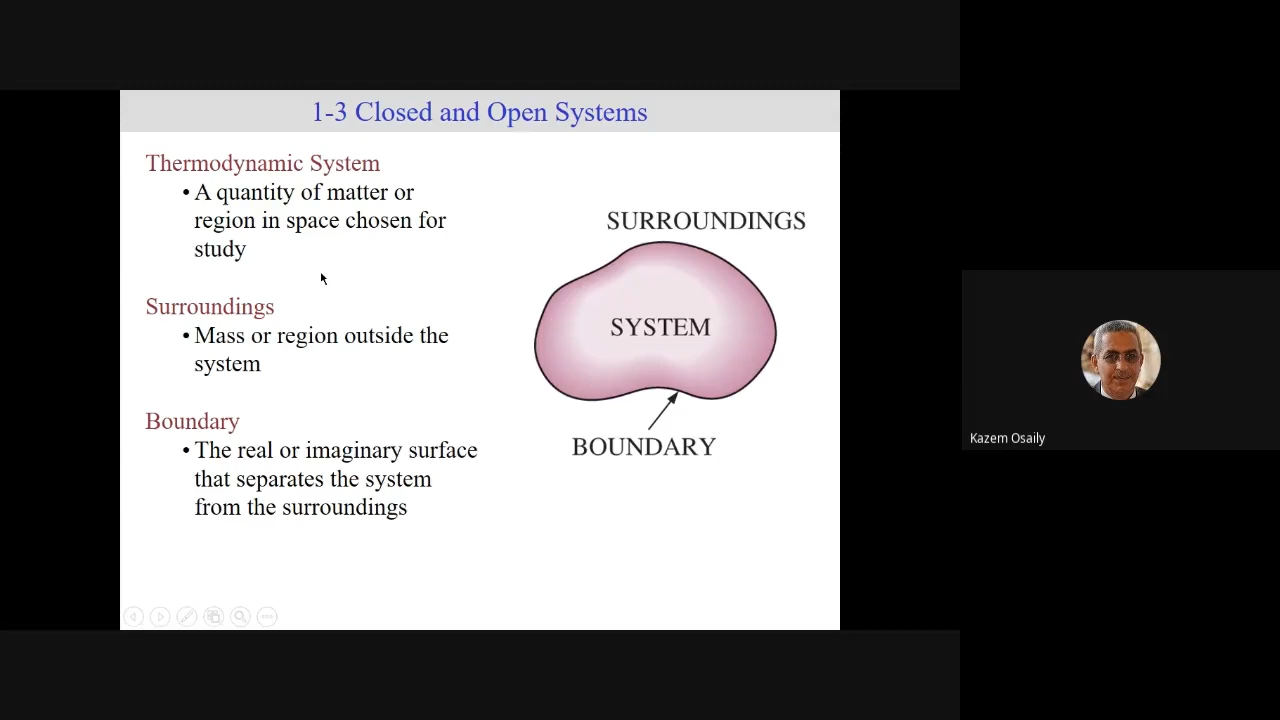 1-3 Closed and Open Systems
Thermodynamic System
• A quantity of matter or
region in space chosen for
study
Surroundings
• Mass or region outside the
system
Boundary
• The real or imaginary surface
that separates the system
from the surroundings
SURROUNDINGS
SYSTEM
BOUNDARY
Kazem Osaily